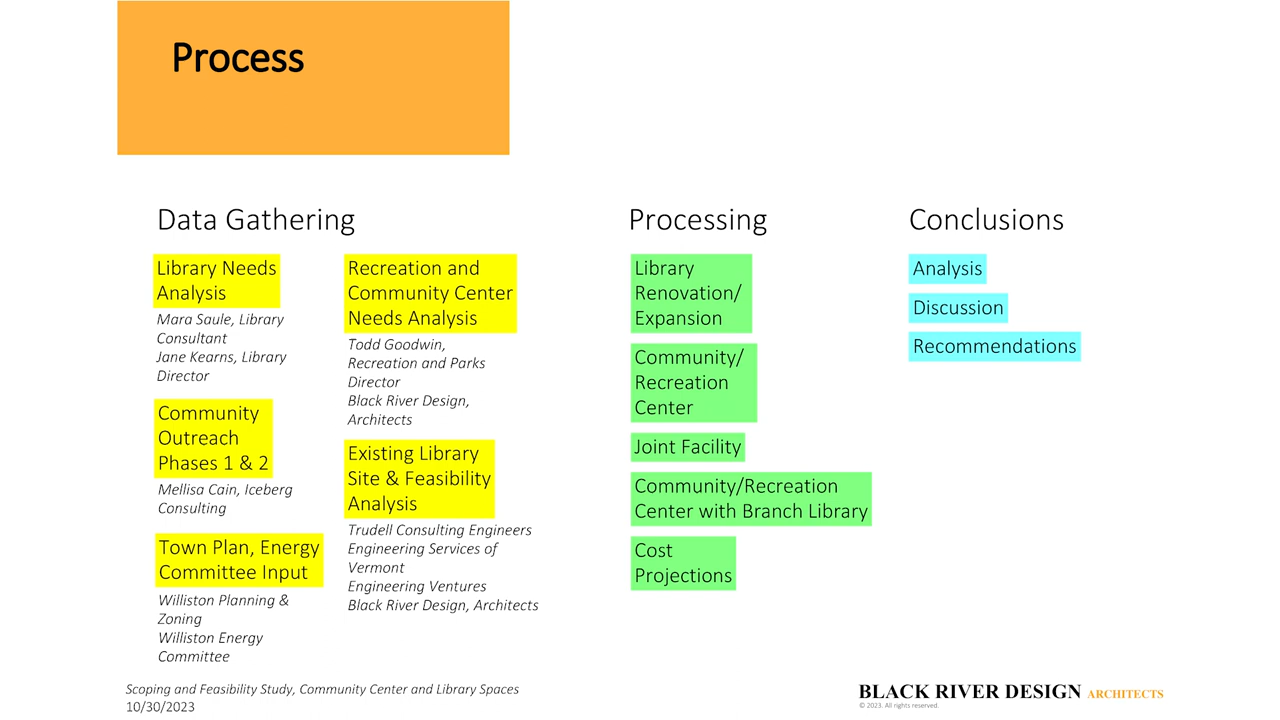 Process
Data Gathering
Library Needs
Analysis
Mara Saule, Library
Consultant
Jane Kearns, Library
Director
Community
Outreach
Phases 1 & 2
Mellisa Cain, Iceberg
Consulting
Town Plan, Energy
Committee Input
Williston Planning &
Zoning
Williston Energy
Committee
Recreation and
Community Center
Needs Analysis
Todd Goodwin,
Recreation and Parks
Director
Black River Design,
Architects
Existing Library
Site & Feasibility
Analysis
Trudell Consulting Engineers
Engineering Services of
Vermont
Engineering Ventures
Black River Design, Architects
Processing
Library
Renovation/
Expansion
Community/
Recreation
Center
Joint Facility
Community/Recreation
Center with Branch Library
Cost
Projections
Conclusions
Analysis
Discussion
Recommendations
Scoping and Feasibility Study, Community Center and Library Spaces
10/30/2023
BLACK RIVER DESIGN ARCHITECTS
© 2023. All rights reserved.